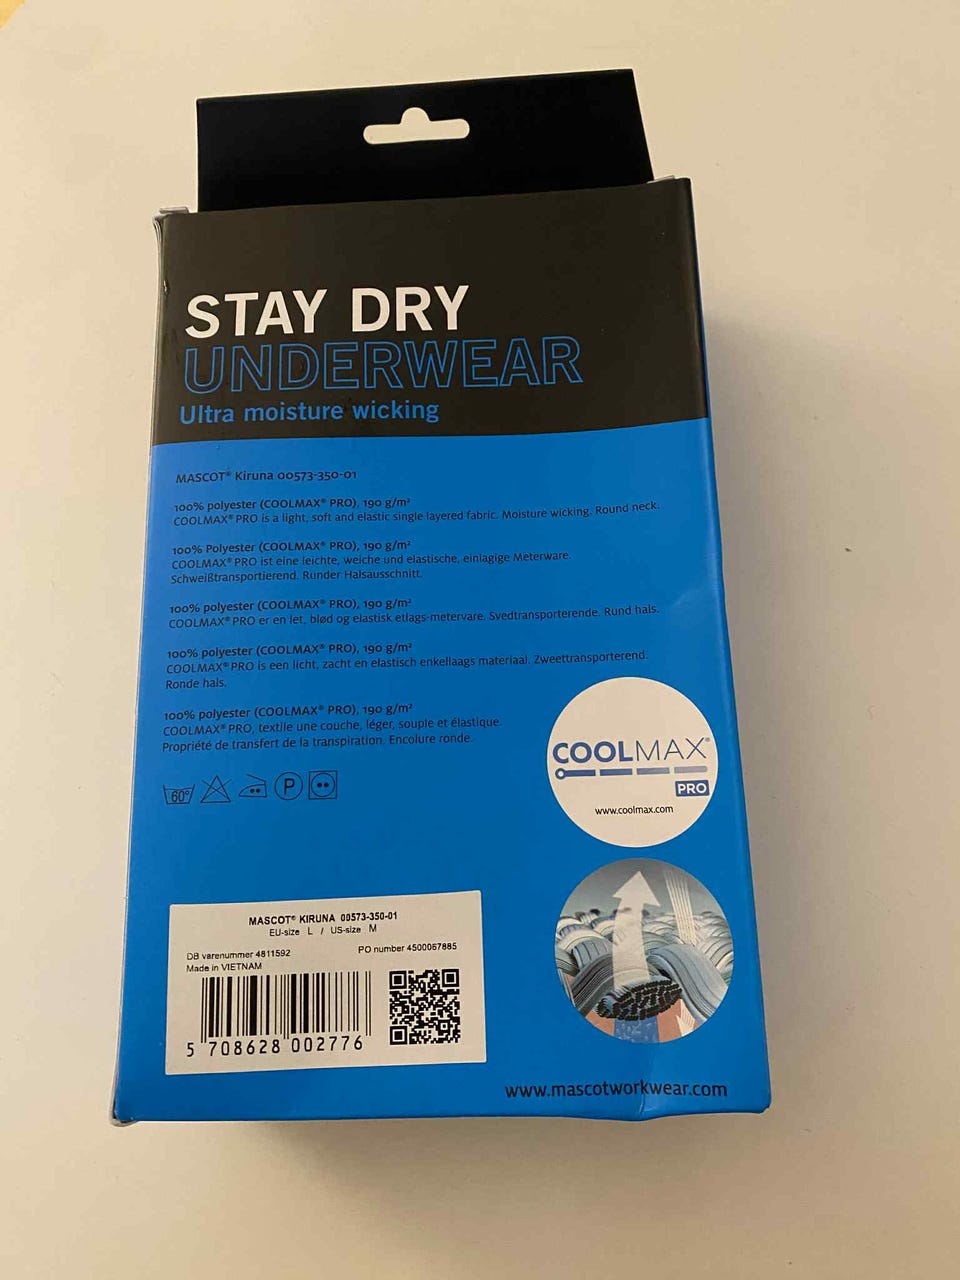 STAY DRY
UNDERWEAR
Ultra moisture wicking
MASCOT® Kiruna 00573-350-01
100% polyester (COOLMAX® PRO), 190 g/m²
COOLMAX® PRO is a light, soft and elastic single layered fabric. Moisture wicking. Round neck.
100% Polyester (COOLMAX® PRO), 190 g/m²
COOLMAX® PRO ist eine leichte, weiche und elastische, einlagige Meterware.
Schweißtransportierend. Runder Halsausschnitt.
100% polyester (COOLMAX® PRO), 190 g/m²
COOLMAX® PRO er en let, blød og elastisk etlags-metervare. Svedtransporterende. Rund hals.
100% polyester (COOLMAX® PRO), 190 g/m²
COOLMAX® PRO is een licht, zacht en elastisch enkellaags materiaal. Zweettransporterend.
Ronde hals.
100% polyester (COOLMAX® PRO), 190 g/m²
COOLMAX® PRO, textile une couche, léger, souple et élastique.
Propriété de transfert de la transpiration. Encolure ronde.
60° P
COOLMAX®
PRO
www.coolmax.com
MASCOT® KIRUNA 00573-350-01
EU-size L / US-size M
DB varenummer 4811592 PO number 4500067885
Made in VIETNAM
5 708628 002776
www.mascotworkwear.com